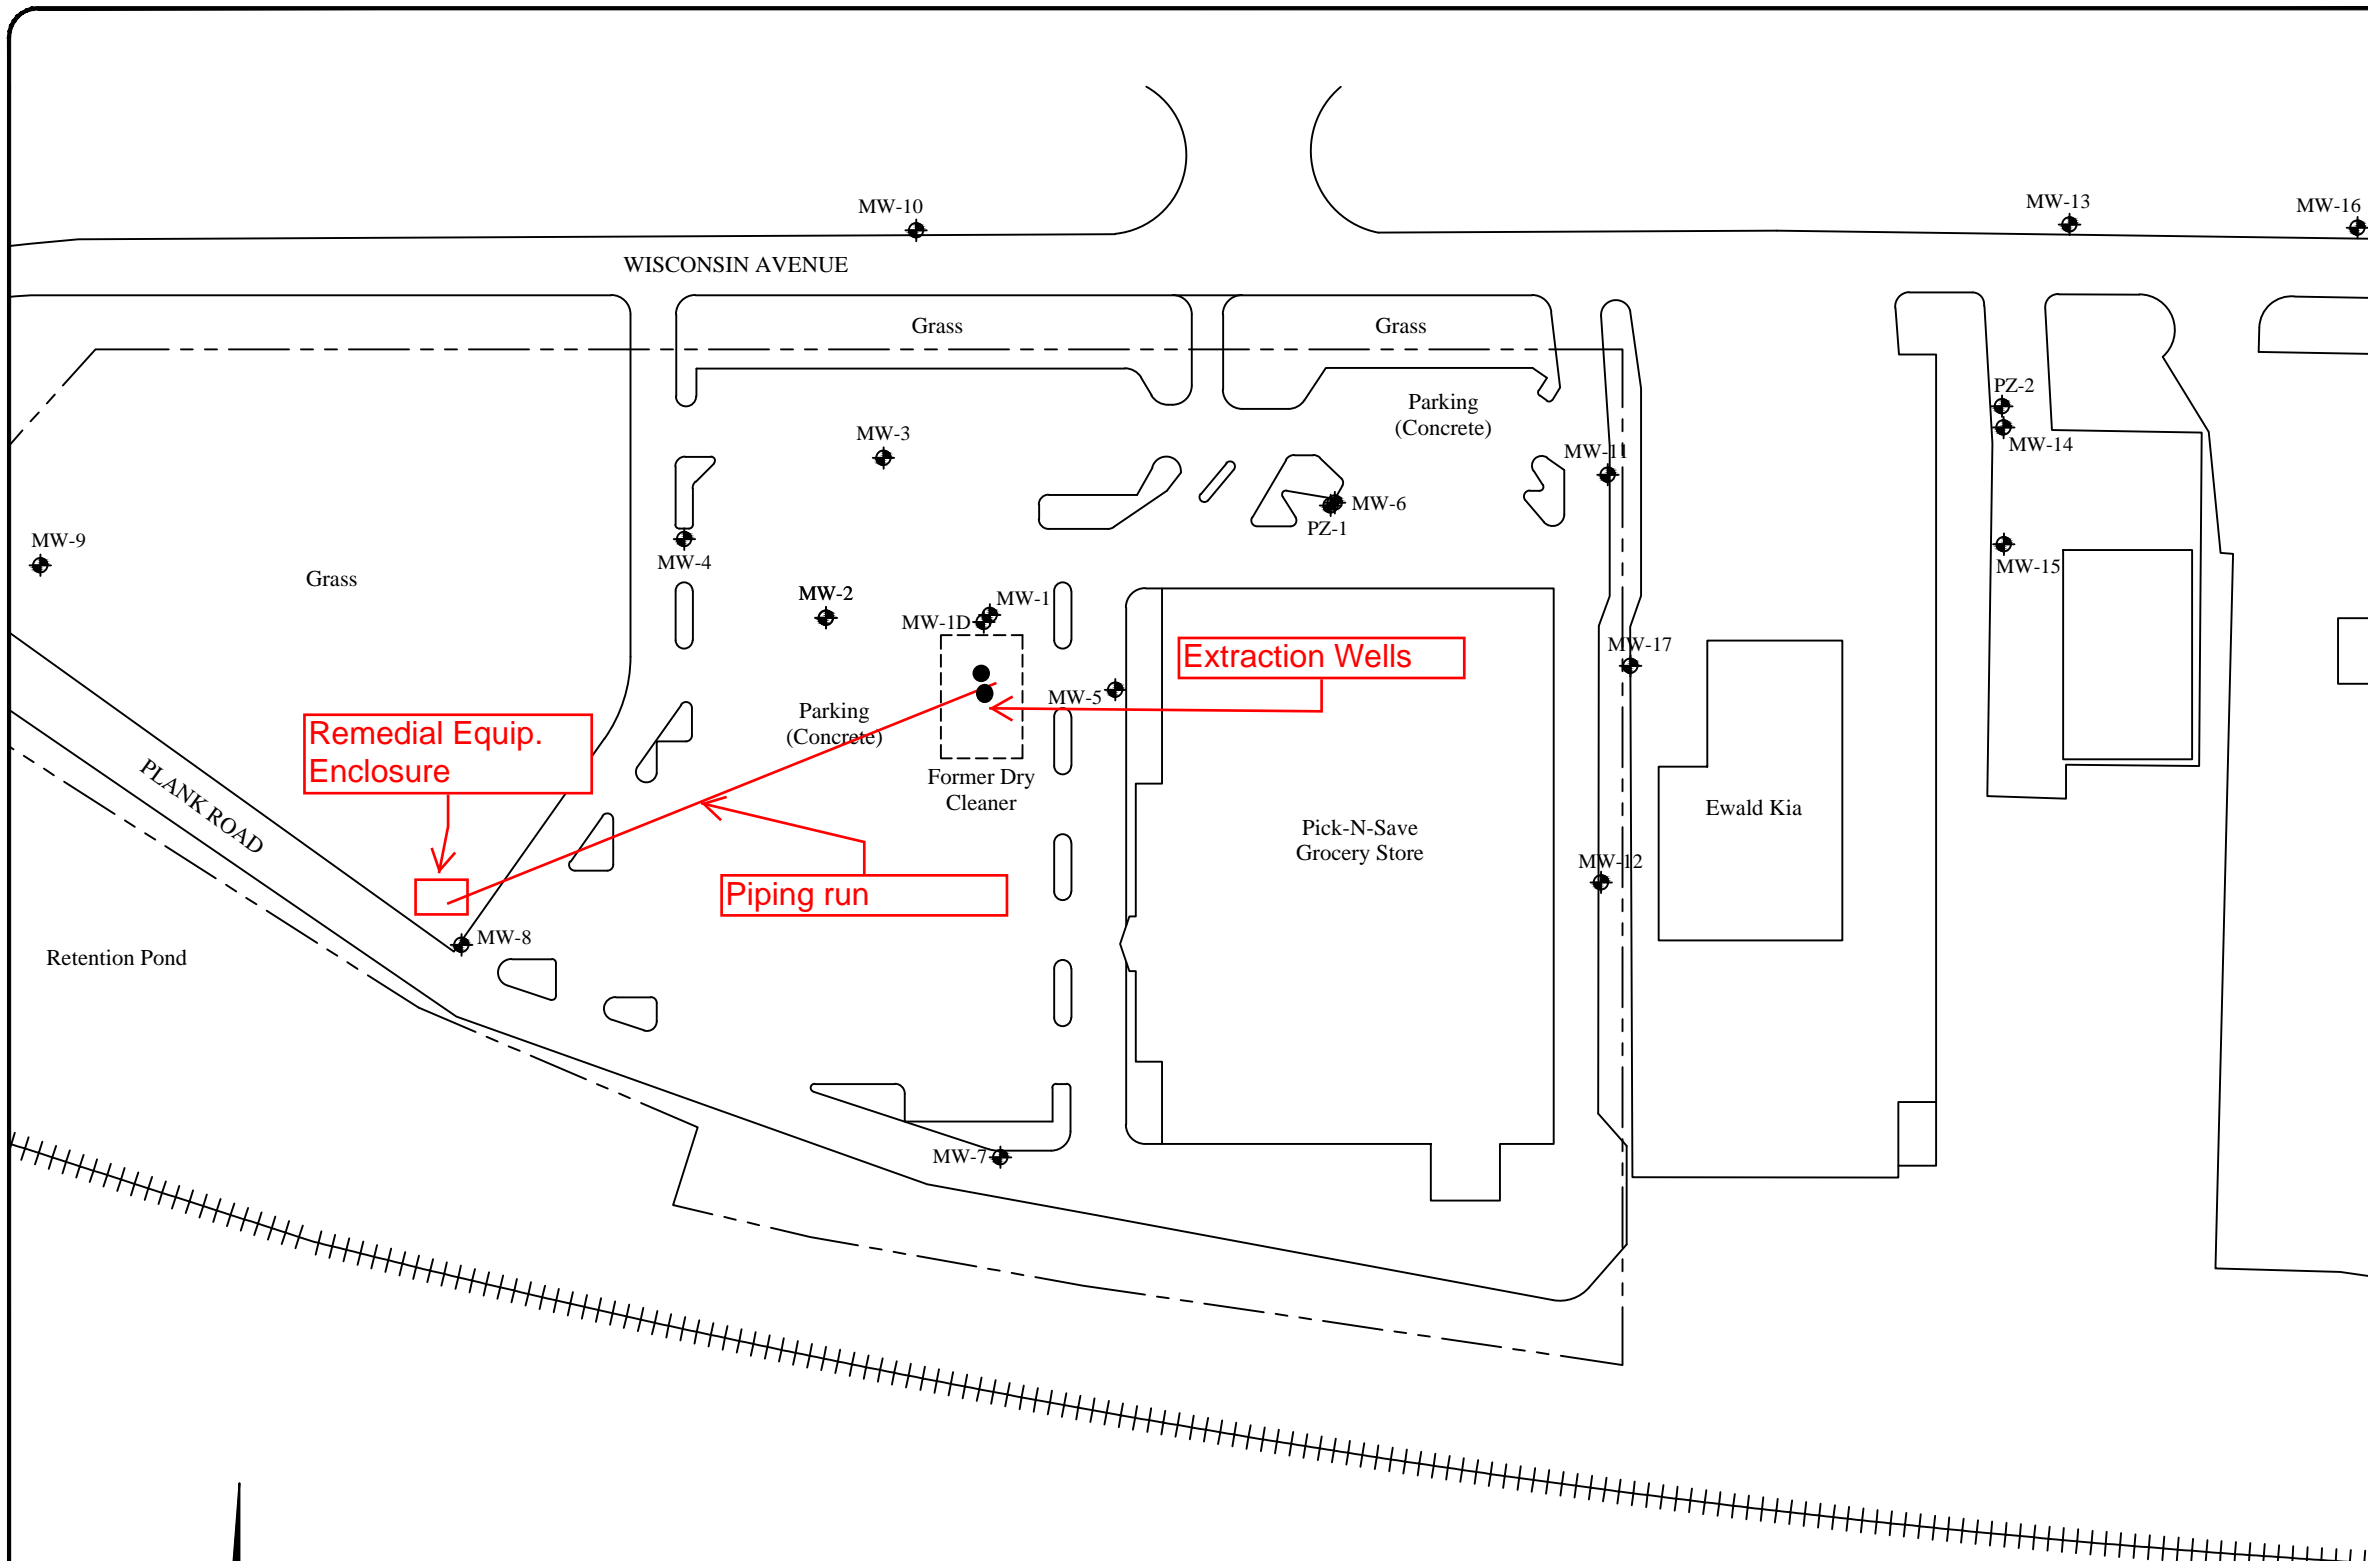 MW-10
MW-13
MW-16
WISCONSIN AVENUE
Grass
Grass
PZ-2
Parking
(Concrete)
MW-3
MW-14
MW-11
MW-6
PZ-1
MW-9
MW-4
MW-15
Grass
MW-2
MW-1
MW-1D
Extraction Wells
MW-17
MW-5
Parking
(Concrete)
Remedial Equip.
Enclosure
PLANK ROAD
Former Dry
Cleaner
Ewald Kia
Pick-N-Save
Grocery Store
MW-12
Piping run
MW-8
Retention Pond
MW-7